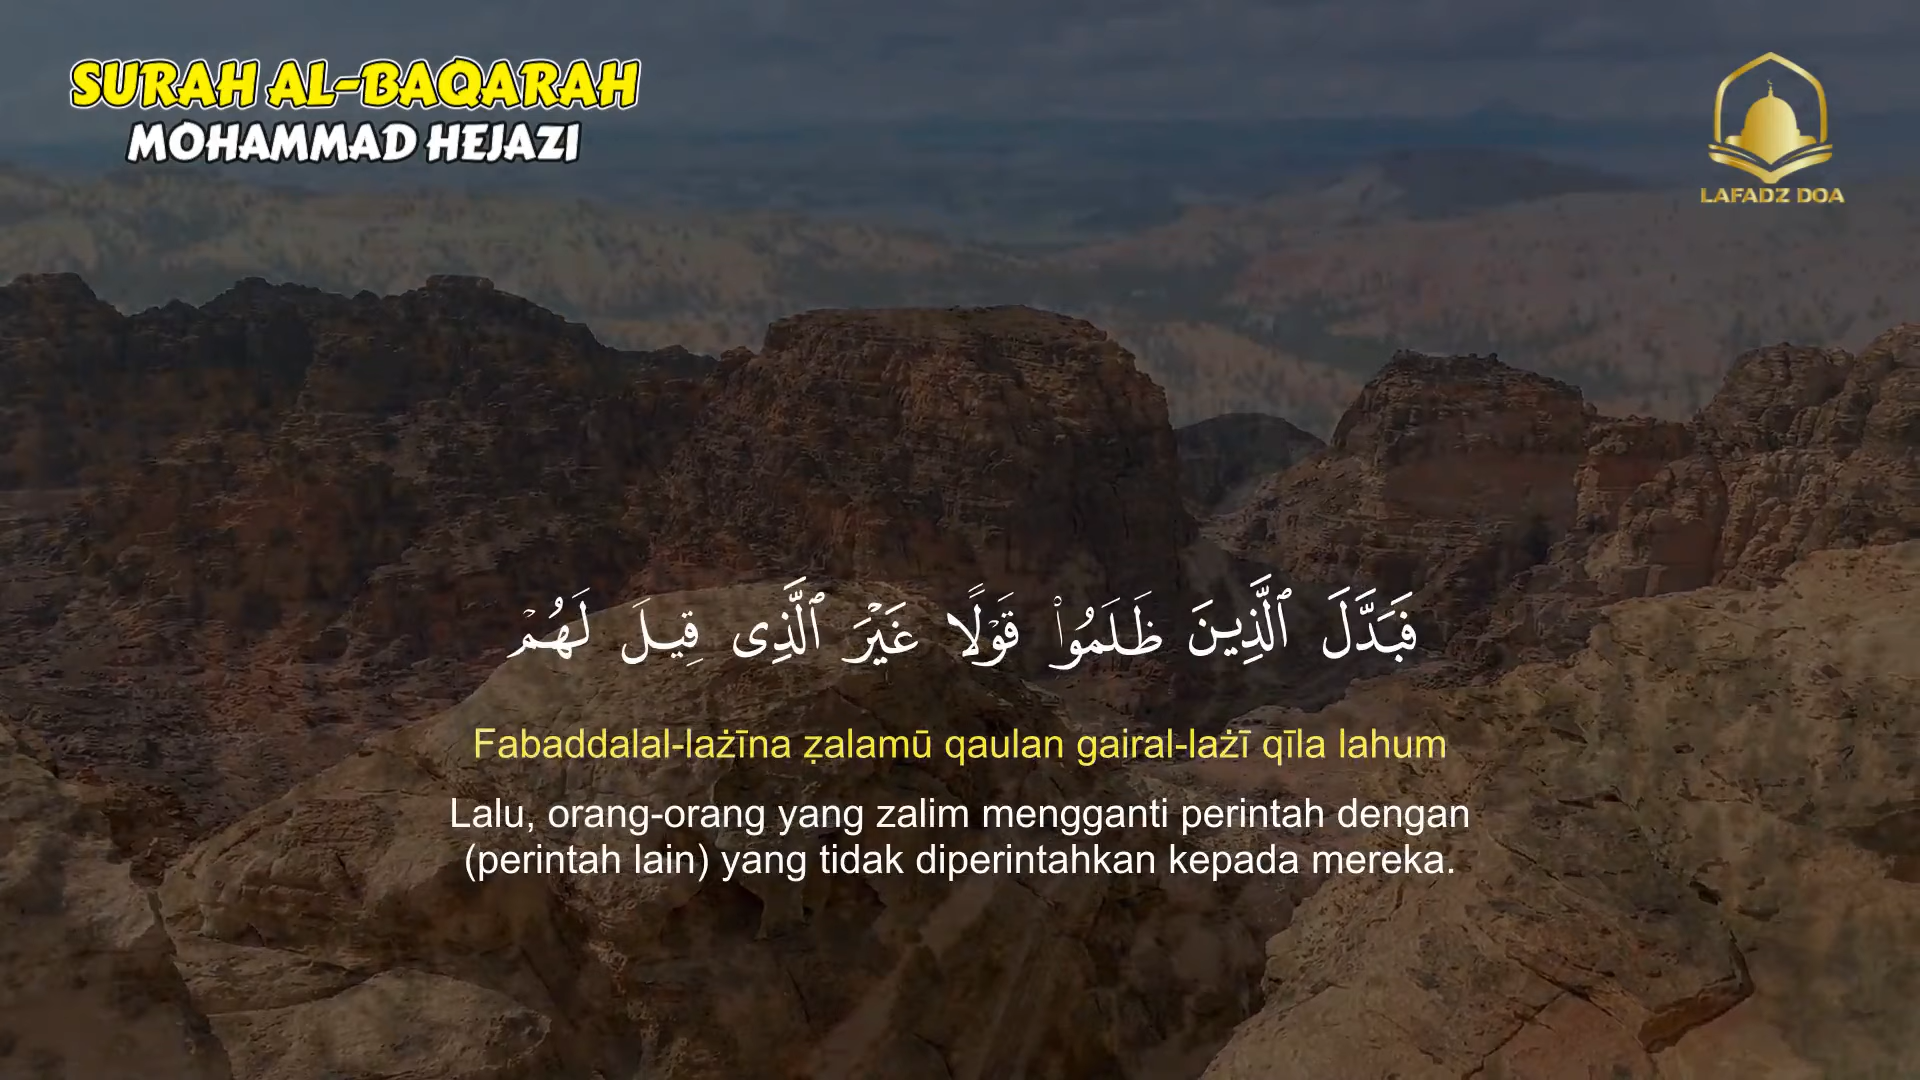 SURAH AL-BAQARAH
MOHAMMAD HEJAZI
LAFADZ DOA
فَبَدَّلَ ٱلَّذِينَ ظَلَمُوا۟ قَوْلًا غَيْرَ ٱلَّذِى قِيلَ لَهُمْ
Fabaddalal-lażīna ẓalamū qaulan gairal-lażī qīla lahum
Lalu, orang-orang yang zalim mengganti perintah dengan
(perintah lain) yang tidak diperintahkan kepada mereka.